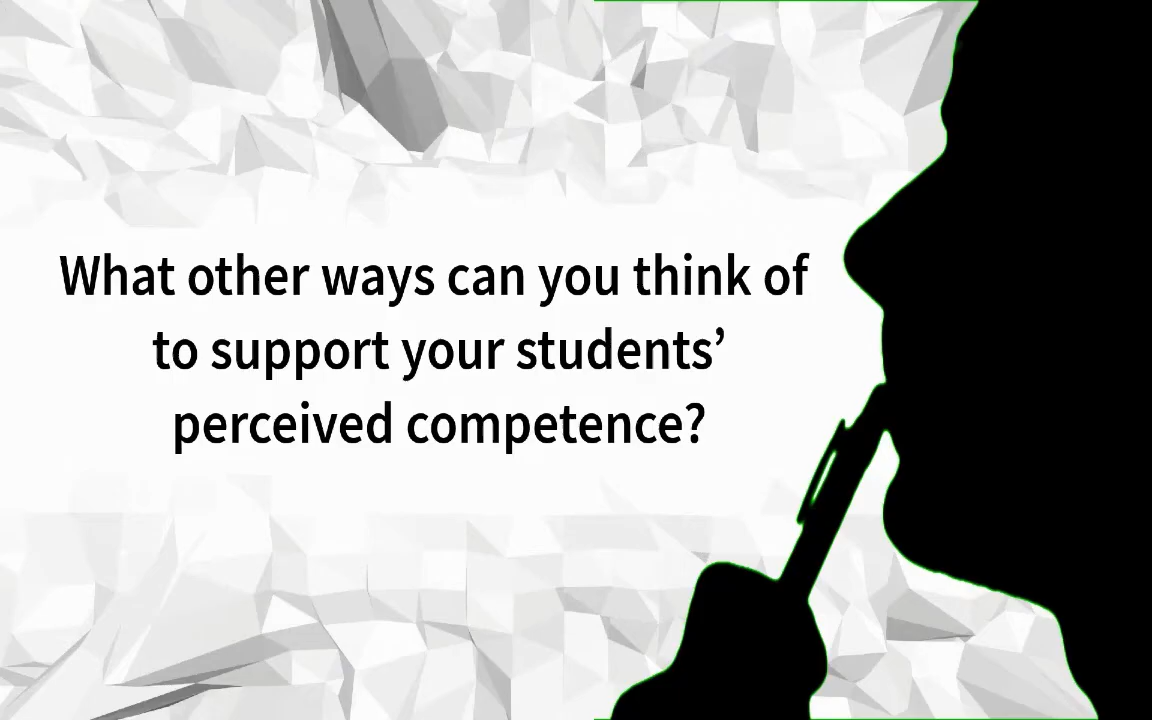 What other ways can you think of
to support your students’
perceived competence?